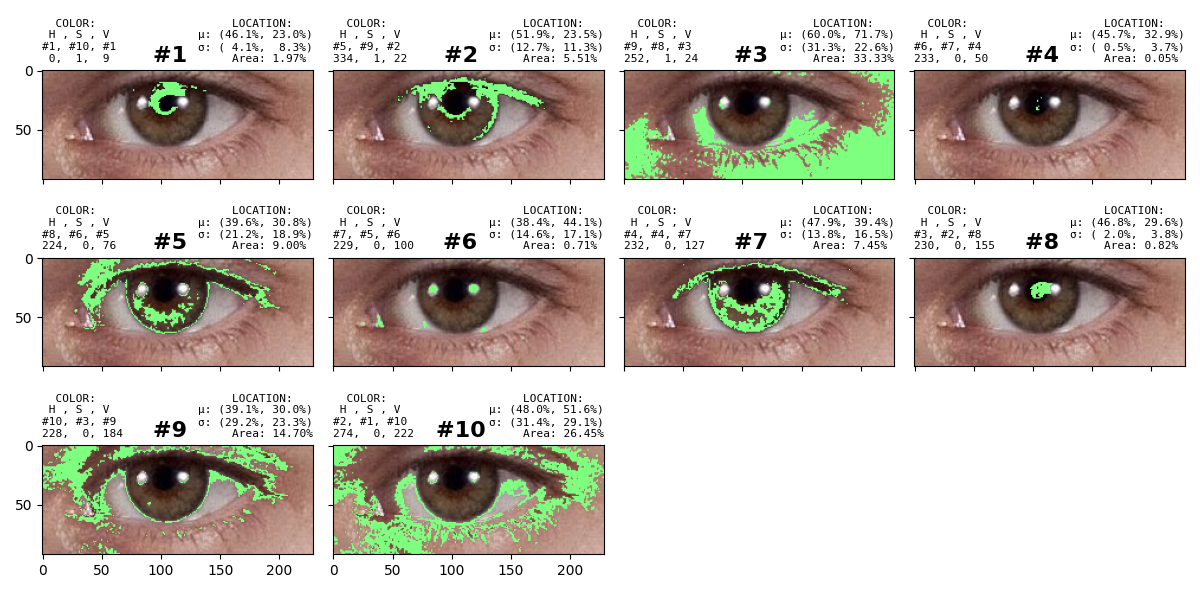 COLOR: LOCATION: COLOR: LOCATION: COLOR: LOCATION: COLOR: LOCATION:
H , S , V μ: (46.1%, 23.0%) H , S , V μ: (51.9%, 23.5%) H , S , V μ: (60.0%, 71.7%) H , S , V μ: (45.7%, 32.9%)
#1, #10, #1 #1 σ: ( 4.1%, 8.3%) #5, #9, #2 #2 σ: (12.7%, 11.3%) #9, #8, #3 #3 σ: (31.3%, 22.6%) #6, #7, #4 #4 σ: ( 0.5%, 3.7%)
0, 1, 9 Area: 1.97% 334, 1, 22 Area: 5.51% 252, 1, 24 Area: 33.33% 233, 0, 50 Area: 0.05%
0
50
COLOR: LOCATION: COLOR: LOCATION: COLOR: LOCATION: COLOR: LOCATION:
H , S , V μ: (39.6%, 30.8%) H , S , V μ: (38.4%, 44.1%) H , S , V μ: (47.9%, 39.4%) H , S , V μ: (46.8%, 29.6%)
#8, #6, #5 #5 σ: (21.2%, 18.9%) #7, #5, #6 #6 σ: (14.6%, 17.1%) #4, #4, #7 #7 σ: (13.8%, 16.5%) #3, #2, #8 #8 σ: ( 2.0%, 3.8%)
224, 0, 76 Area: 9.00% 229, 0, 100 Area: 0.71% 232, 0, 127 Area: 7.45% 230, 0, 155 Area: 0.82%
0
50
COLOR: LOCATION: COLOR: LOCATION:
H , S , V μ: (39.1%, 30.0%) H , S , V μ: (48.0%, 51.6%)
#10, #3, #9 #9 σ: (29.2%, 23.3%) #2, #1, #10 #10 σ: (31.4%, 29.1%)
228, 0, 184 Area: 14.70% 274, 0, 222 Area: 26.45%
0
50
0 50 100 150 200 0 50 100 150 200